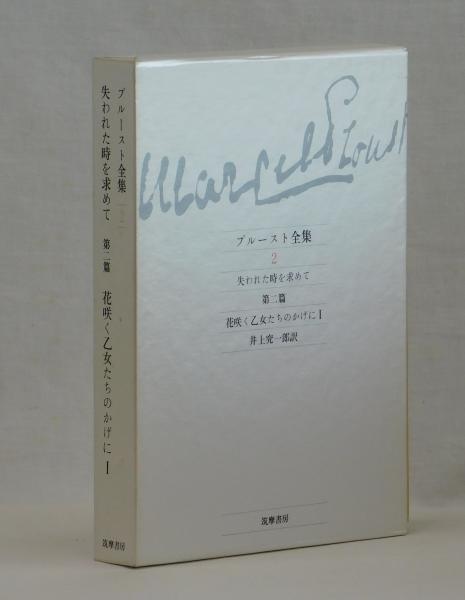 プルースト全集
失われた時を求めて 第二篇 花咲く乙女たちのかげに I
筑摩書房
Marcel Proust
プルースト全集
2
失われた時を求めて
第二篇
花咲く乙女たちのかげに I
井上究一郎訳
筑摩書房